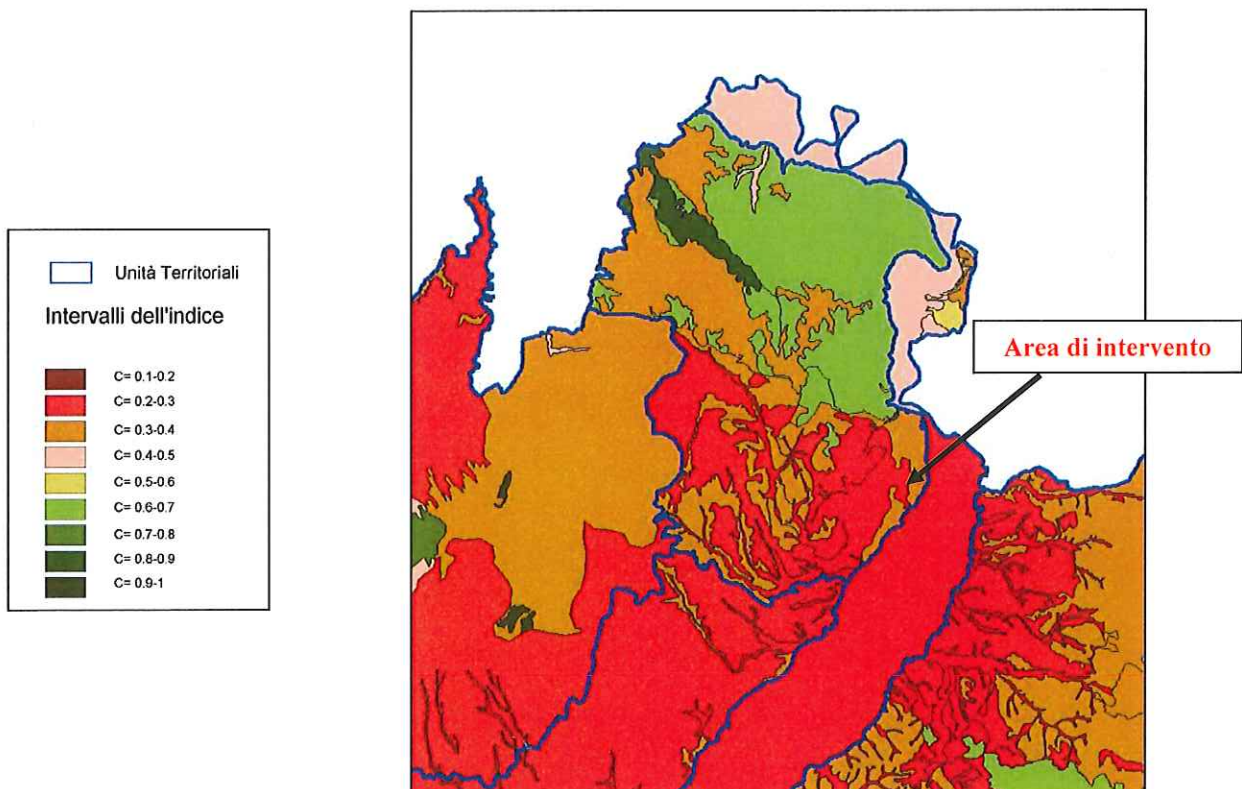 Unità Territoriali
Intervalli dell'indice
C= 0.1-0.2
C= 0.2-0.3
C= 0.3-0.4
C= 0.4-0.5
C= 0.5-0.6
C= 0.6-0.7
C= 0.7-0.8
C= 0.8-0.9
C= 0.9-1
Area di intervento